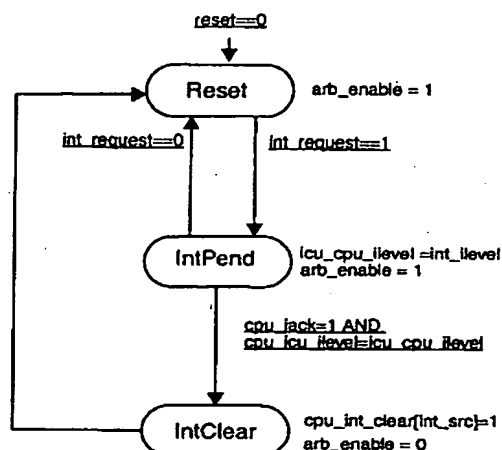 reset==0
Reset
arb_enable = 1
int_request==0
int_request==1
IntPend
icu_cpu_ilevel =int_ilevel
arb_enable = 1
cpu_iack=1 AND
cpu_icu_ilevel=icu_cpu_ilevel
IntClear
cpu_int_clear[int_src]=1
arb_enable = 0